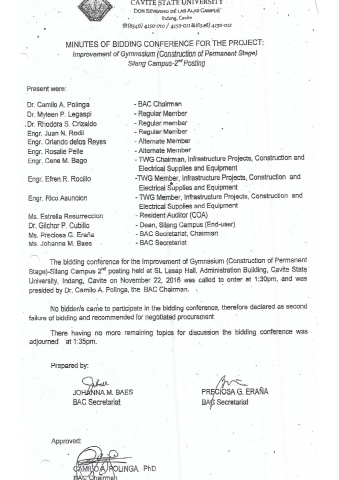 CAVITE STATE UNIVERSITY
DON SEVERINO DE LAS ALAS CAMPUS
Indang, Cavite
MINUTES OF BIDDING CONFERENCE FOR THE PROJECT:
Improvement of Gymnasium (Construction of Permanent Stage)
Silang Campus-2nd Posting
Present were:
Dr. Camilo A. Polinga - BAC Chairman
Dr. Myleen P. Legaspi - Regular Member
Dr. Rhodora S. Crizaldo - Regular member
Engr. Juan N. Rodil - Regular Member
Engr. Orlando delos Reyes - Alternate Member
Engr. Rosalie Pelle - Alternate Member
Engr. Cene M. Bago - TWG Chairman, Infrastructure Projects, Construction and
Electrical Supplies and Equipment
Engr. Efren R. Rocillo -TWG Member, Infrastructure Projects, Construction and
Electrical Supplies and Equipment
Engr. Rico Asuncion - TWG Member, Infrastructure Projects, Construction and
Electrical Supplies and Equipment
Ms. Estrella Resurreccion - Resident Auditor (COA)
Dr. Gilchor P. Cubillo - Dean, Silang Campus (End-user)
Ms. Preciosa G. Eraña - BAC Secretariat, Chairman
Ms. Johanna M. Baes - BAC Secretariat
The bidding conference for the Improvement of Gymnasium (Construction of Permanent
Stage)-Silang Campus 2nd posting held at SL Lasap Hall, Administration Building, Cavite State
University, Indang, Cavite on November 22, 2016 was called to order at 1:30pm, and was
presided by Dr. Camilo A. Polinga, the BAC Chairman.
No bidder/s came to participate in the bidding conference, therefore declared as second
failure of bidding and recommended for negotiated procurement.
There having no more remaining topics for discussion the bidding conference was
adjourned at 1:35pm.
Prepared by:
JOHANNA M. BAES PRECIOSA G. ERAÑA
BAC Secretariat BAC Secretariat
Approved:
CAMILO A. POLINGA, PhD
BAC Chairman